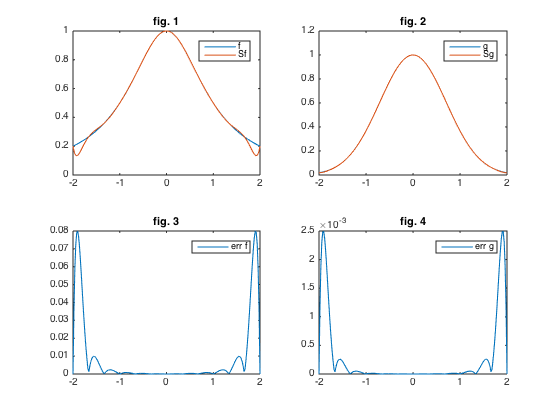 fig. 1
f
Sf
1
0.8
0.6
0.4
0.2
0
-2 -1 0 1 2
fig. 2
g
Sg
1.2
1
0.8
0.6
0.4
0.2
0
-2 -1 0 1 2
fig. 3
err f
0.08
0.07
0.06
0.05
0.04
0.03
0.02
0.01
0
-2 -1 0 1 2
fig. 4
×10⁻³
err g
2.5
2
1.5
1
0.5
0
-2 -1 0 1 2